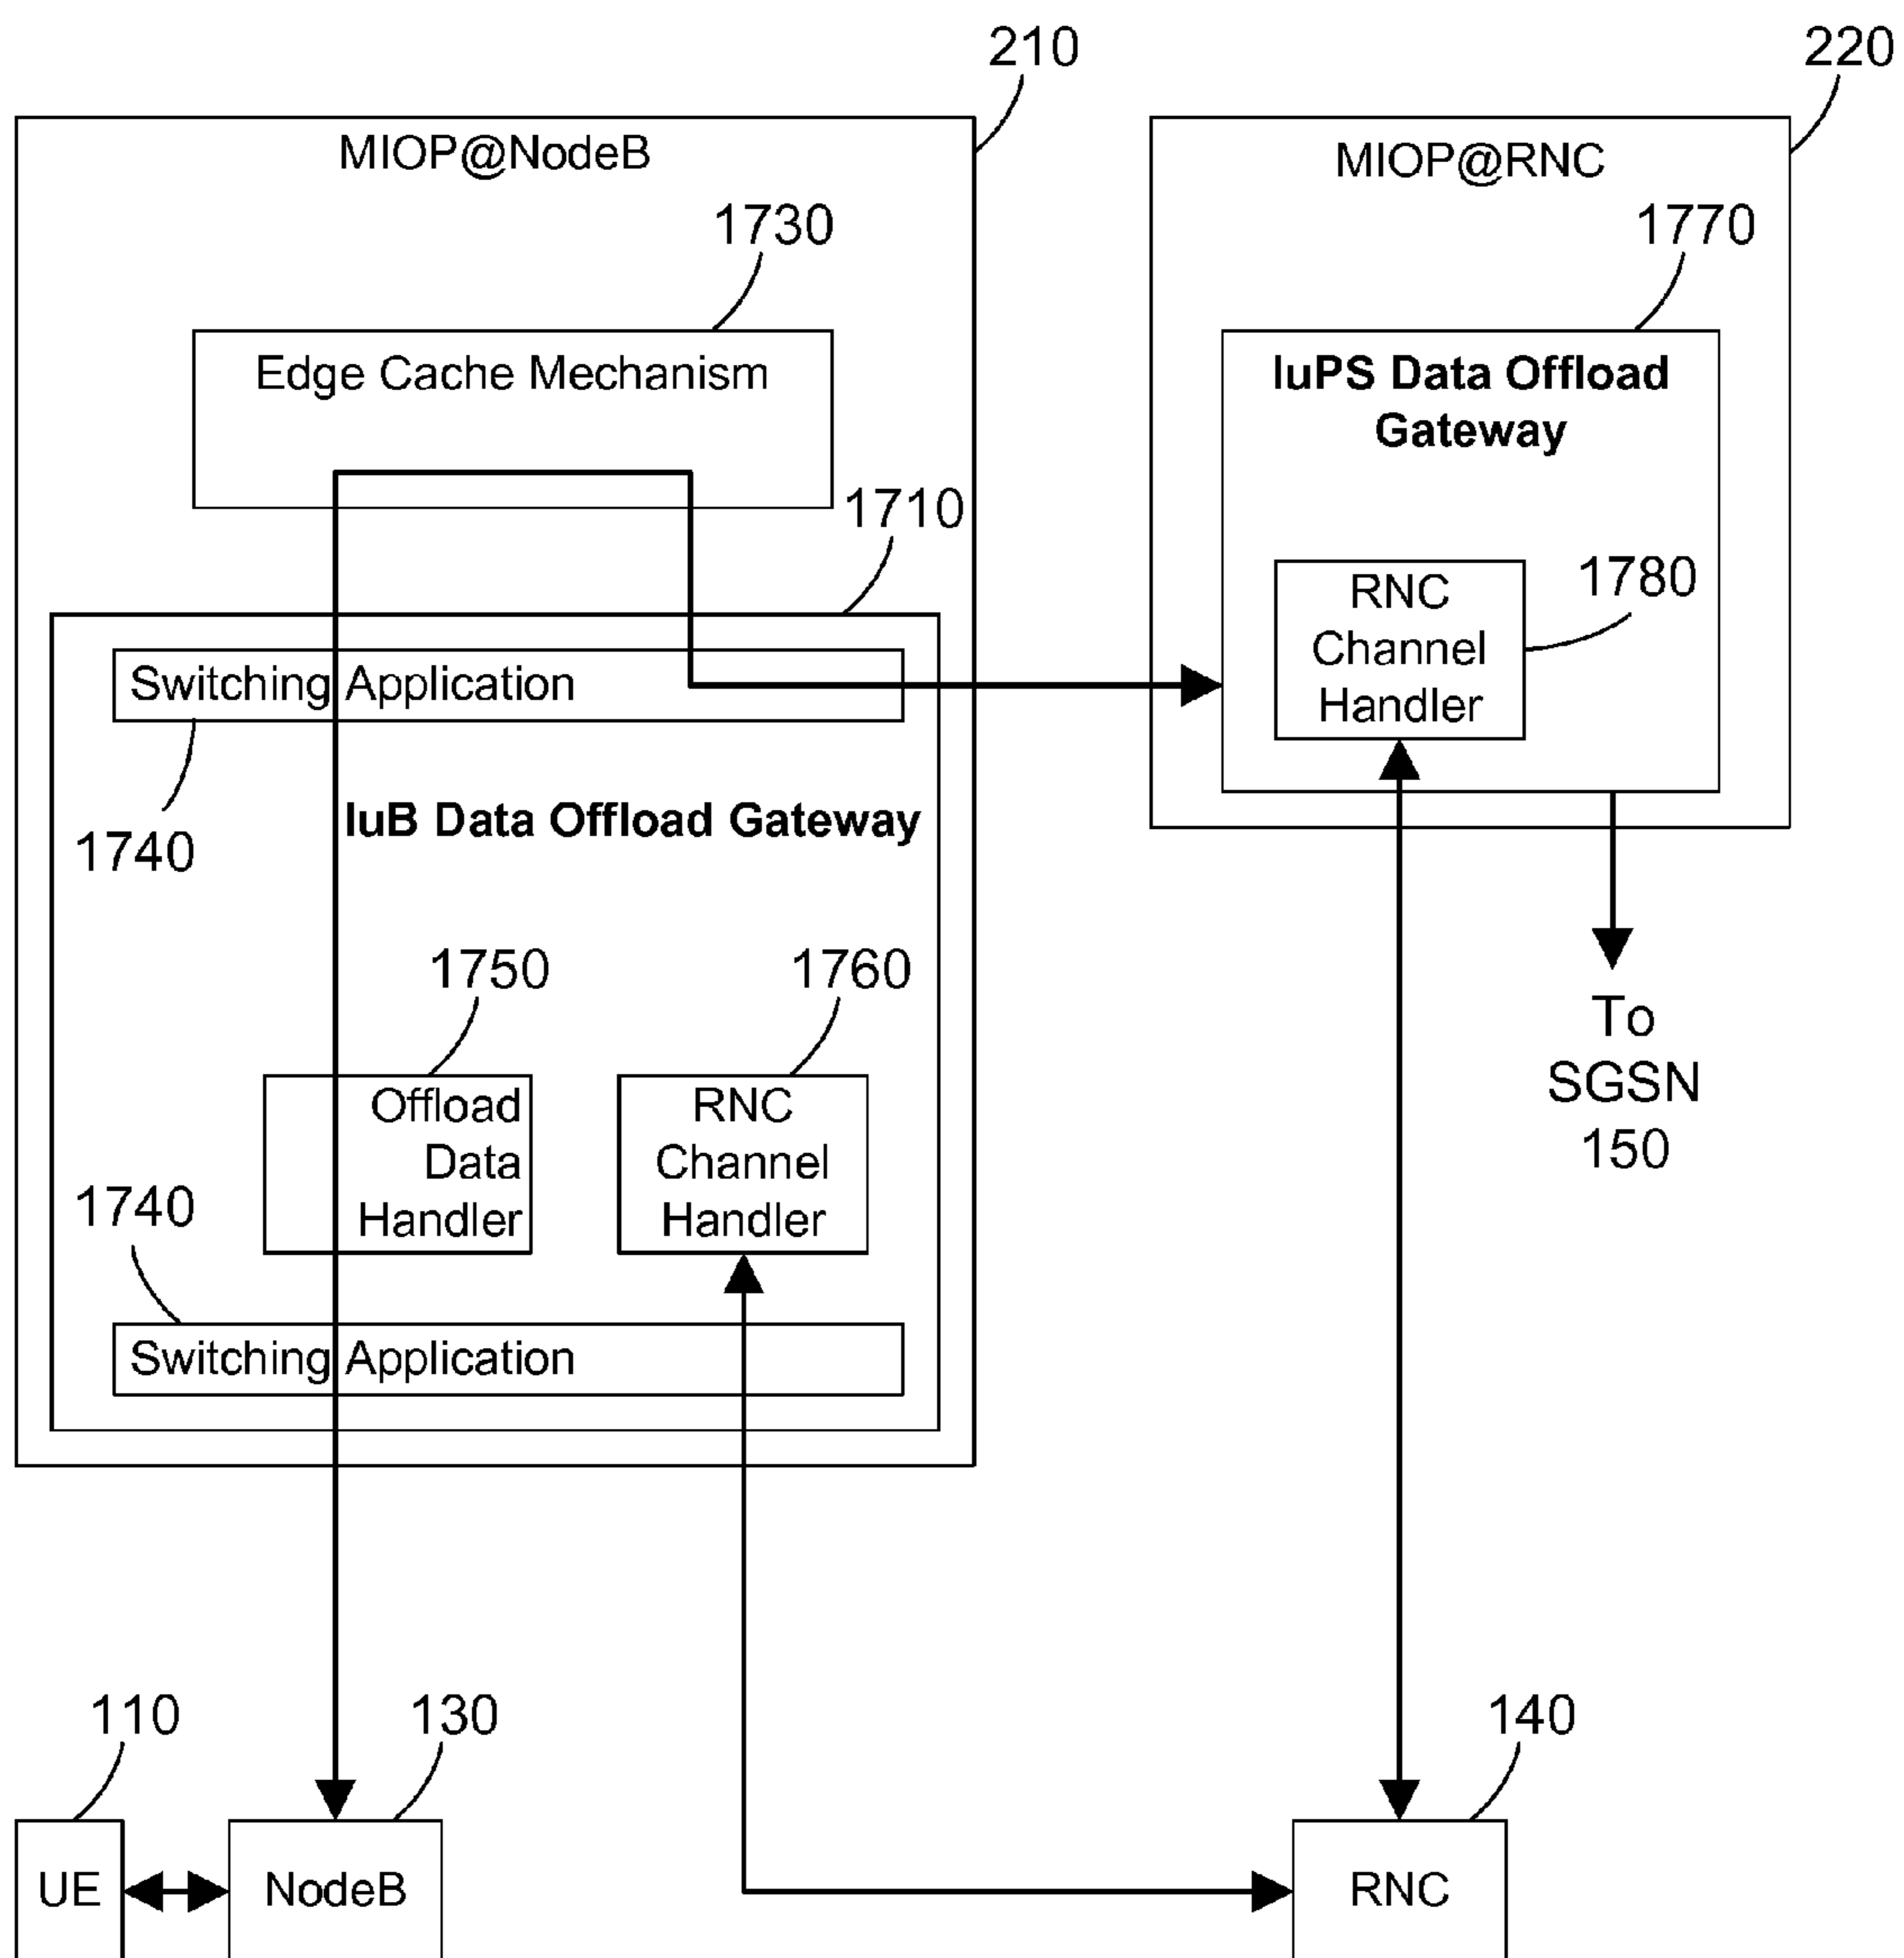 210
220
MIOP@NodeB
MIOP@RNC
1730
1770
Edge Cache Mechanism
IuPS Data Offload
Gateway
1710
1780
RNC
Channel
Handler
Switching Application
1740
IuB Data Offload Gateway
1750
1760
To
SGSN
150
Offload
Data
Handler
RNC
Channel
Handler
1740
Switching Application
110
130
140
UE
NodeB
RNC